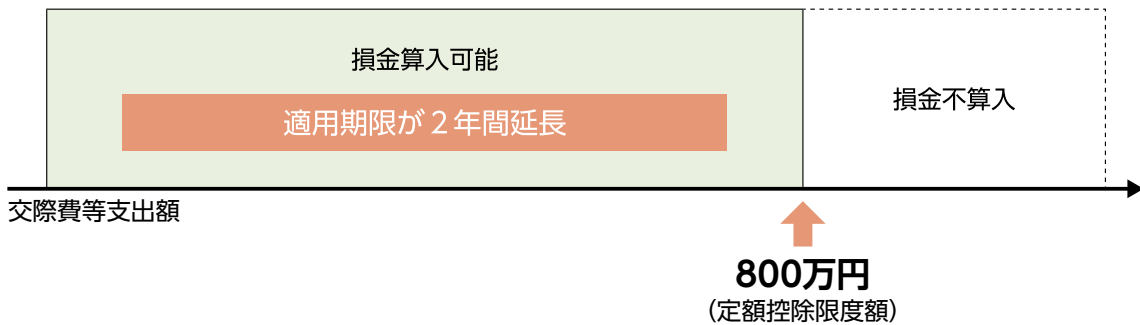 損金算入可能
適用期限が２年間延長
損金不算入
交際費等支出額
800万円
（定額控除限度額）